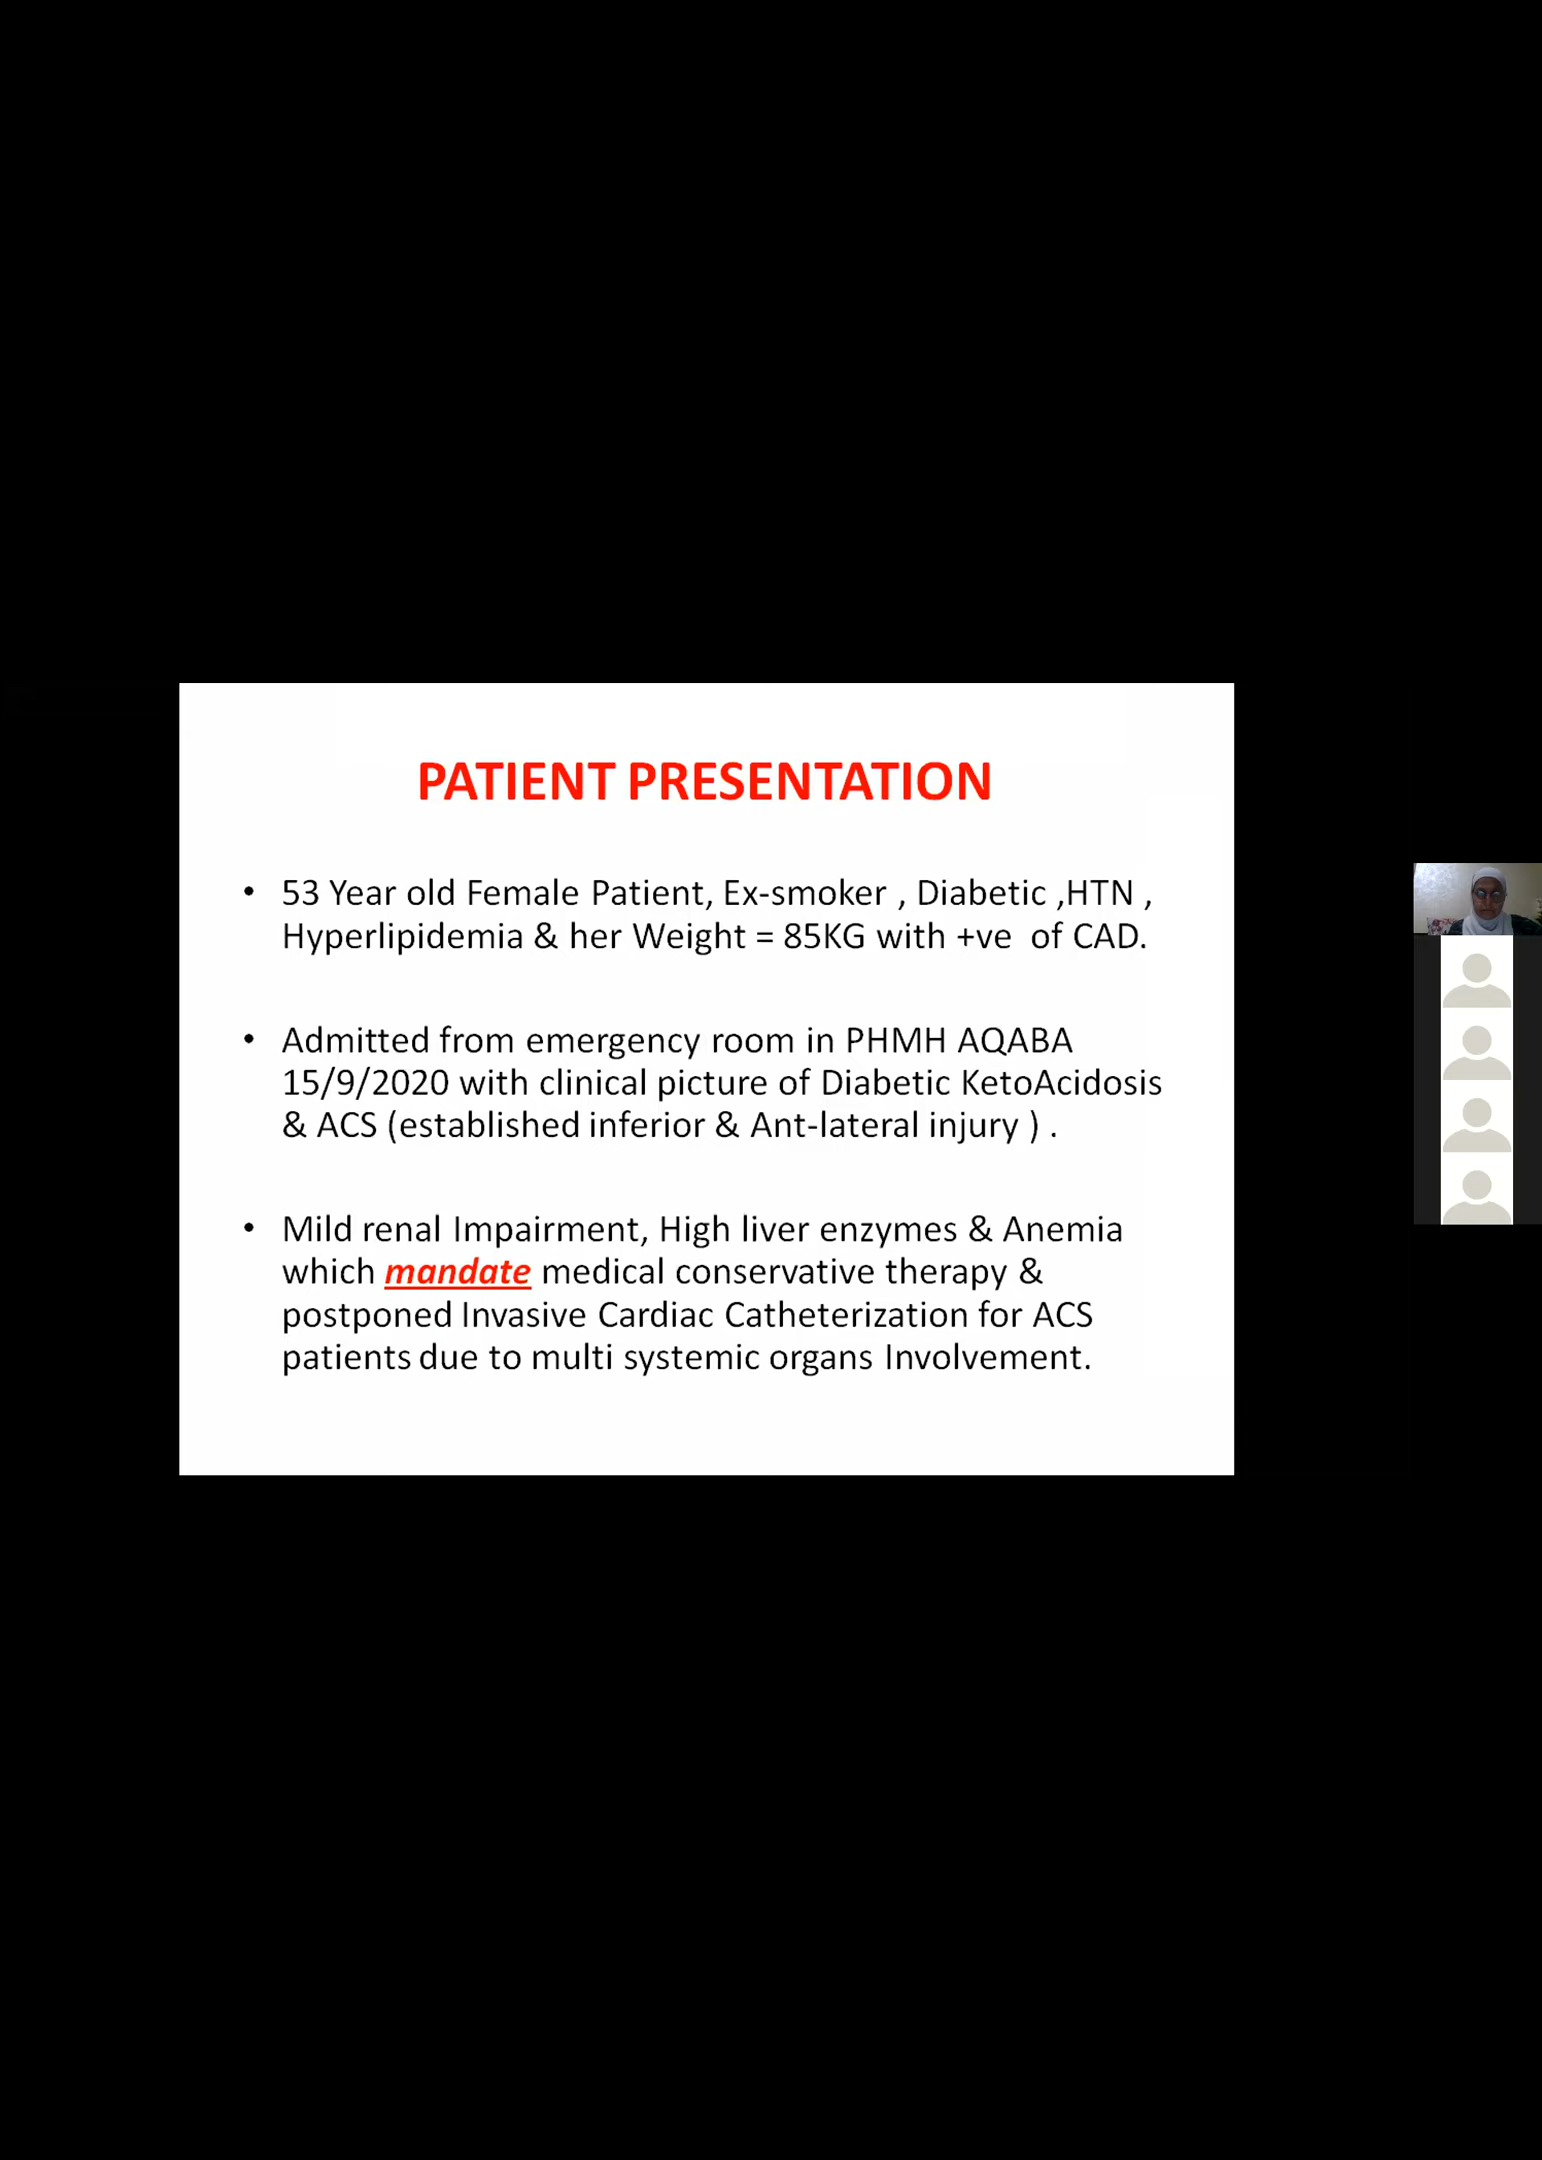 PATIENT PRESENTATION
• 53 Year old Female Patient, Ex-smoker , Diabetic ,HTN ,
Hyperlipidemia & her Weight = 85KG with +ve of CAD.
• Admitted from emergency room in PHMH AQABA
15/9/2020 with clinical picture of Diabetic KetoAcidosis
& ACS (established inferior & Ant-lateral injury ) .
• Mild renal Impairment, High liver enzymes & Anemia
which mandate medical conservative therapy &
postponed Invasive Cardiac Catheterization for ACS
patients due to multi systemic organs Involvement.